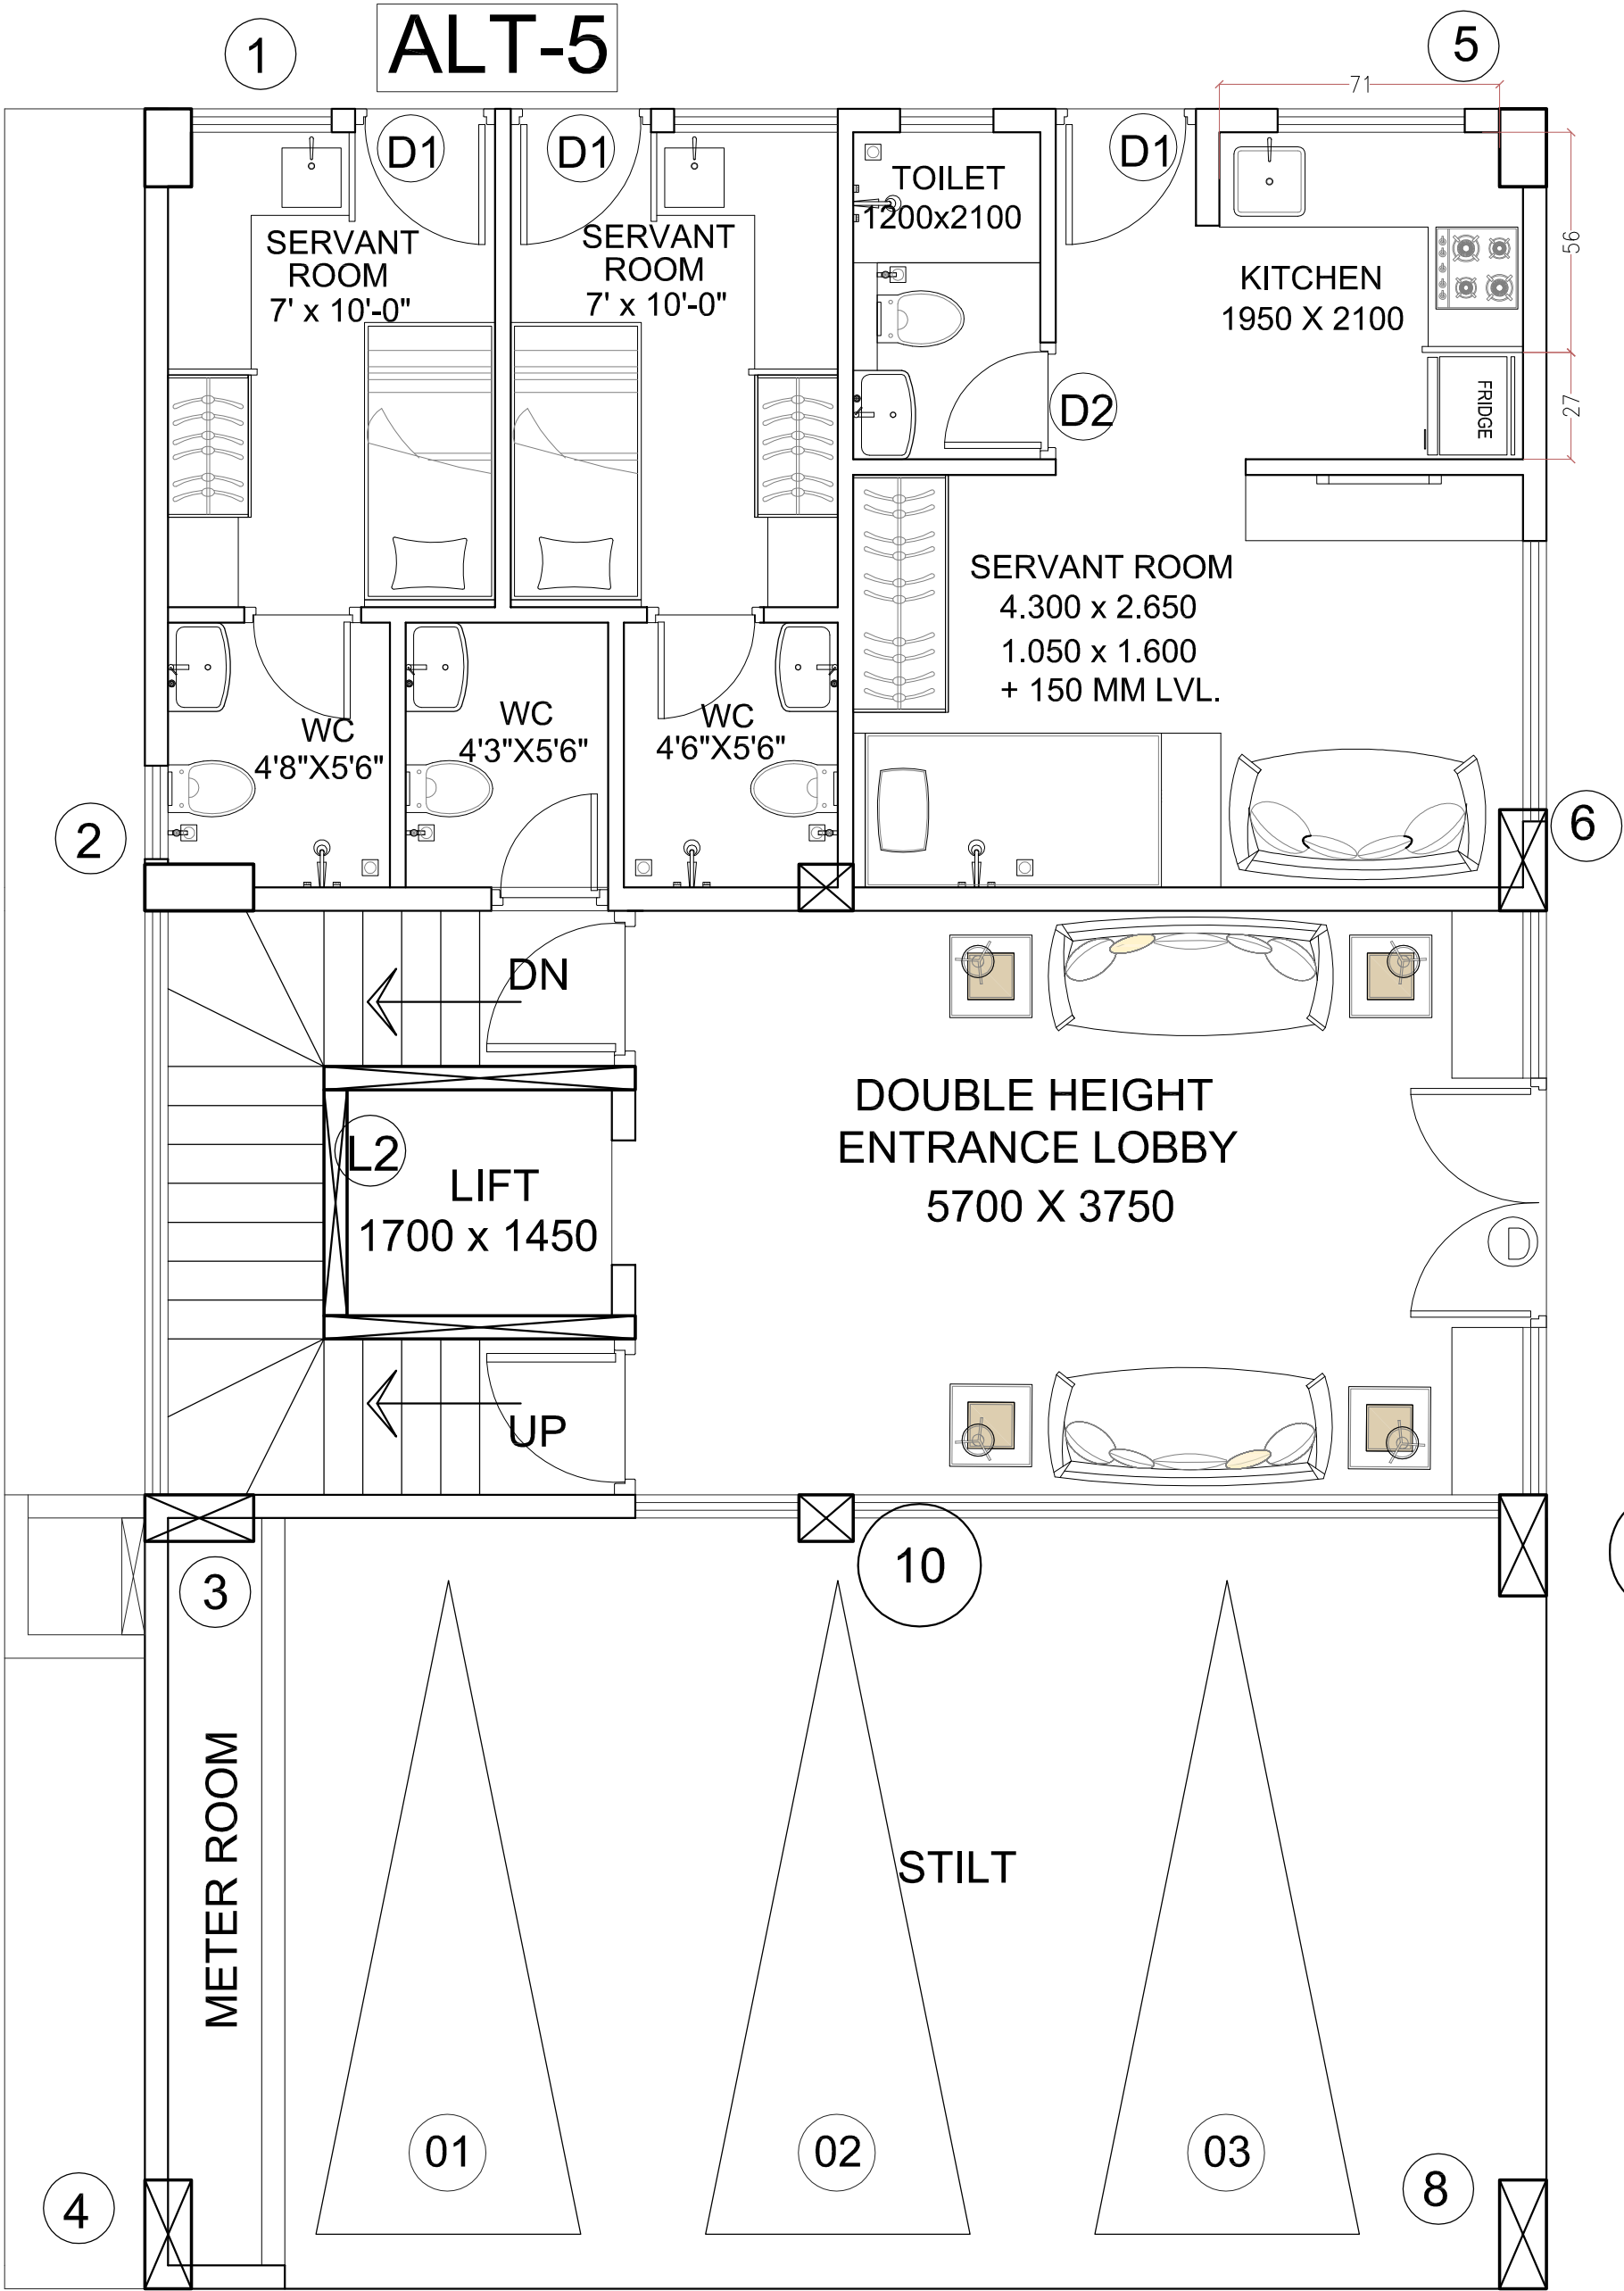 ALT-5
1
5
71
D1
D1
D1
TOILET
1200x2100
SERVANT
ROOM
7' x 10'-0"
SERVANT
ROOM
7' x 10'-0"
KITCHEN
1950 X 2100
56
FRIDGE
27
D2
SERVANT ROOM
4.300 x 2.650
1.050 x 1.600
+ 150 MM LVL.
WC
4'8"X5'6"
WC
4'3"X5'6"
WC
4'6"X5'6"
2
6
DN
DOUBLE HEIGHT
ENTRANCE LOBBY
5700 X 3750
L2
LIFT
1700 x 1450
D
UP
10
3
METER ROOM
STILT
01
02
03
4
8